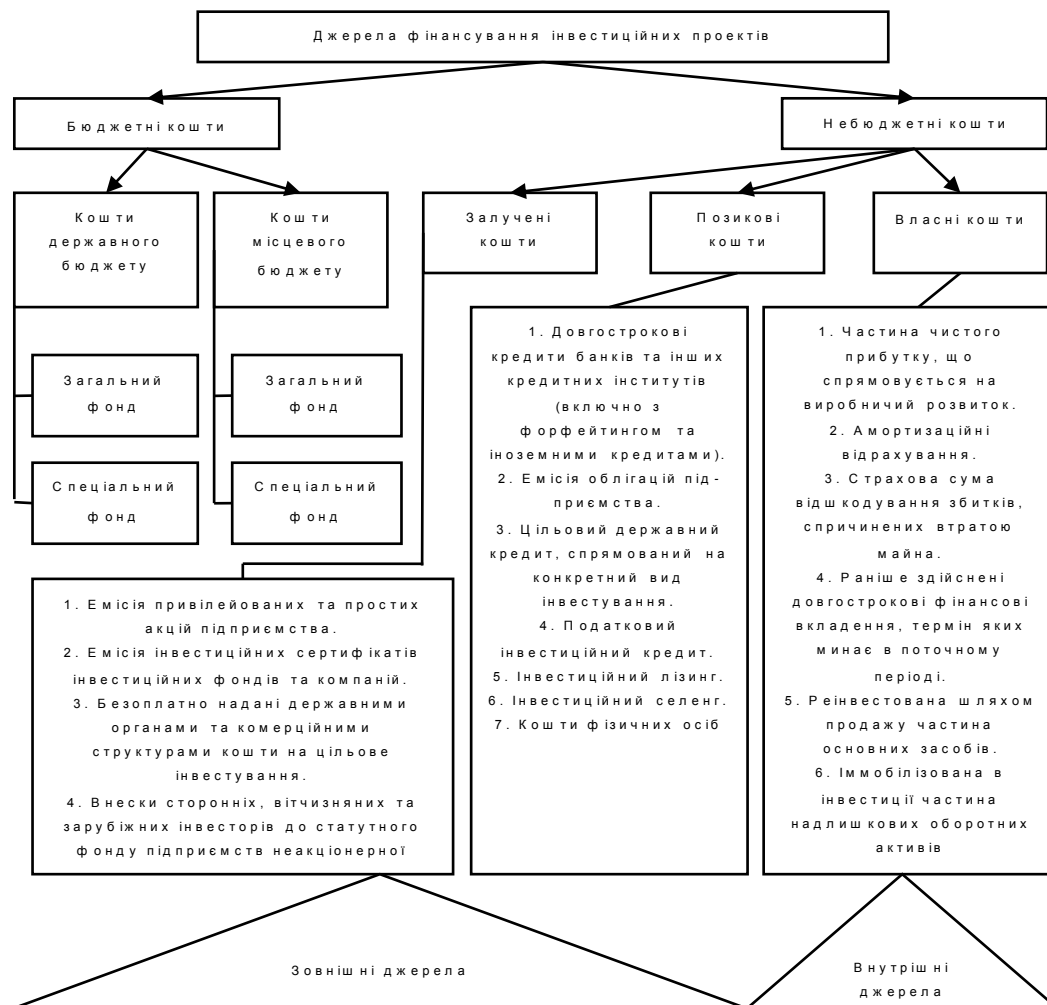 Джерела фінансування інвестиційних проектів
Бюджетні кошти
Небюджетні кошти
Кошти
державного
бюджету
Кошти
місцевого
бюджету
Залучені
кошти
Позикові
кошти
Власні кошти
Загальний
фонд
Загальний
фонд
Спеціальний
фонд
Спеціальний
фонд
1. Емісія привілейованих та простих
акцій підприємства.
2. Емісія інвестиційних сертифікатів
інвестиційних фондів та компаній.
3. Безоплатно надані державними
органами та комерційними
структурами кошти на цільове
інвестування.
4. Внески сторонніх, вітчизняних та
зарубіжних інвесторів до статутного
фонду підприємств неакціонерної
1. Довгострокові
кредити банків та інших
кредитних інститутів
(включно з
форфейтингом та
іноземними кредитами).
2. Емісія облігацій під-
приємства.
3. Цільовий державний
кредит, спрямований на
конкретний вид
інвестування.
4. Податковий
інвестиційний кредит.
5. Інвестиційний лізинг.
6. Інвестиційний селенг.
7. Кошти фізичних осіб
1. Частина чистого
прибутку, що
спрямовується на
виробничий розвиток.
2. Амортизаційні
відрахування.
3. Страхова сума
відшкодування збитків,
спричинених втратою
майна.
4. Раніше здійснені
довгострокові фінансові
вкладення, термін яких
минає в поточному
періоді.
5. Реінвестована шляхом
продажу частина
основних засобів.
6. Іммобілізована в
інвестиції частина
надлишкових оборотних
активів
Зовнішні джерела
Внутрішні
джерела